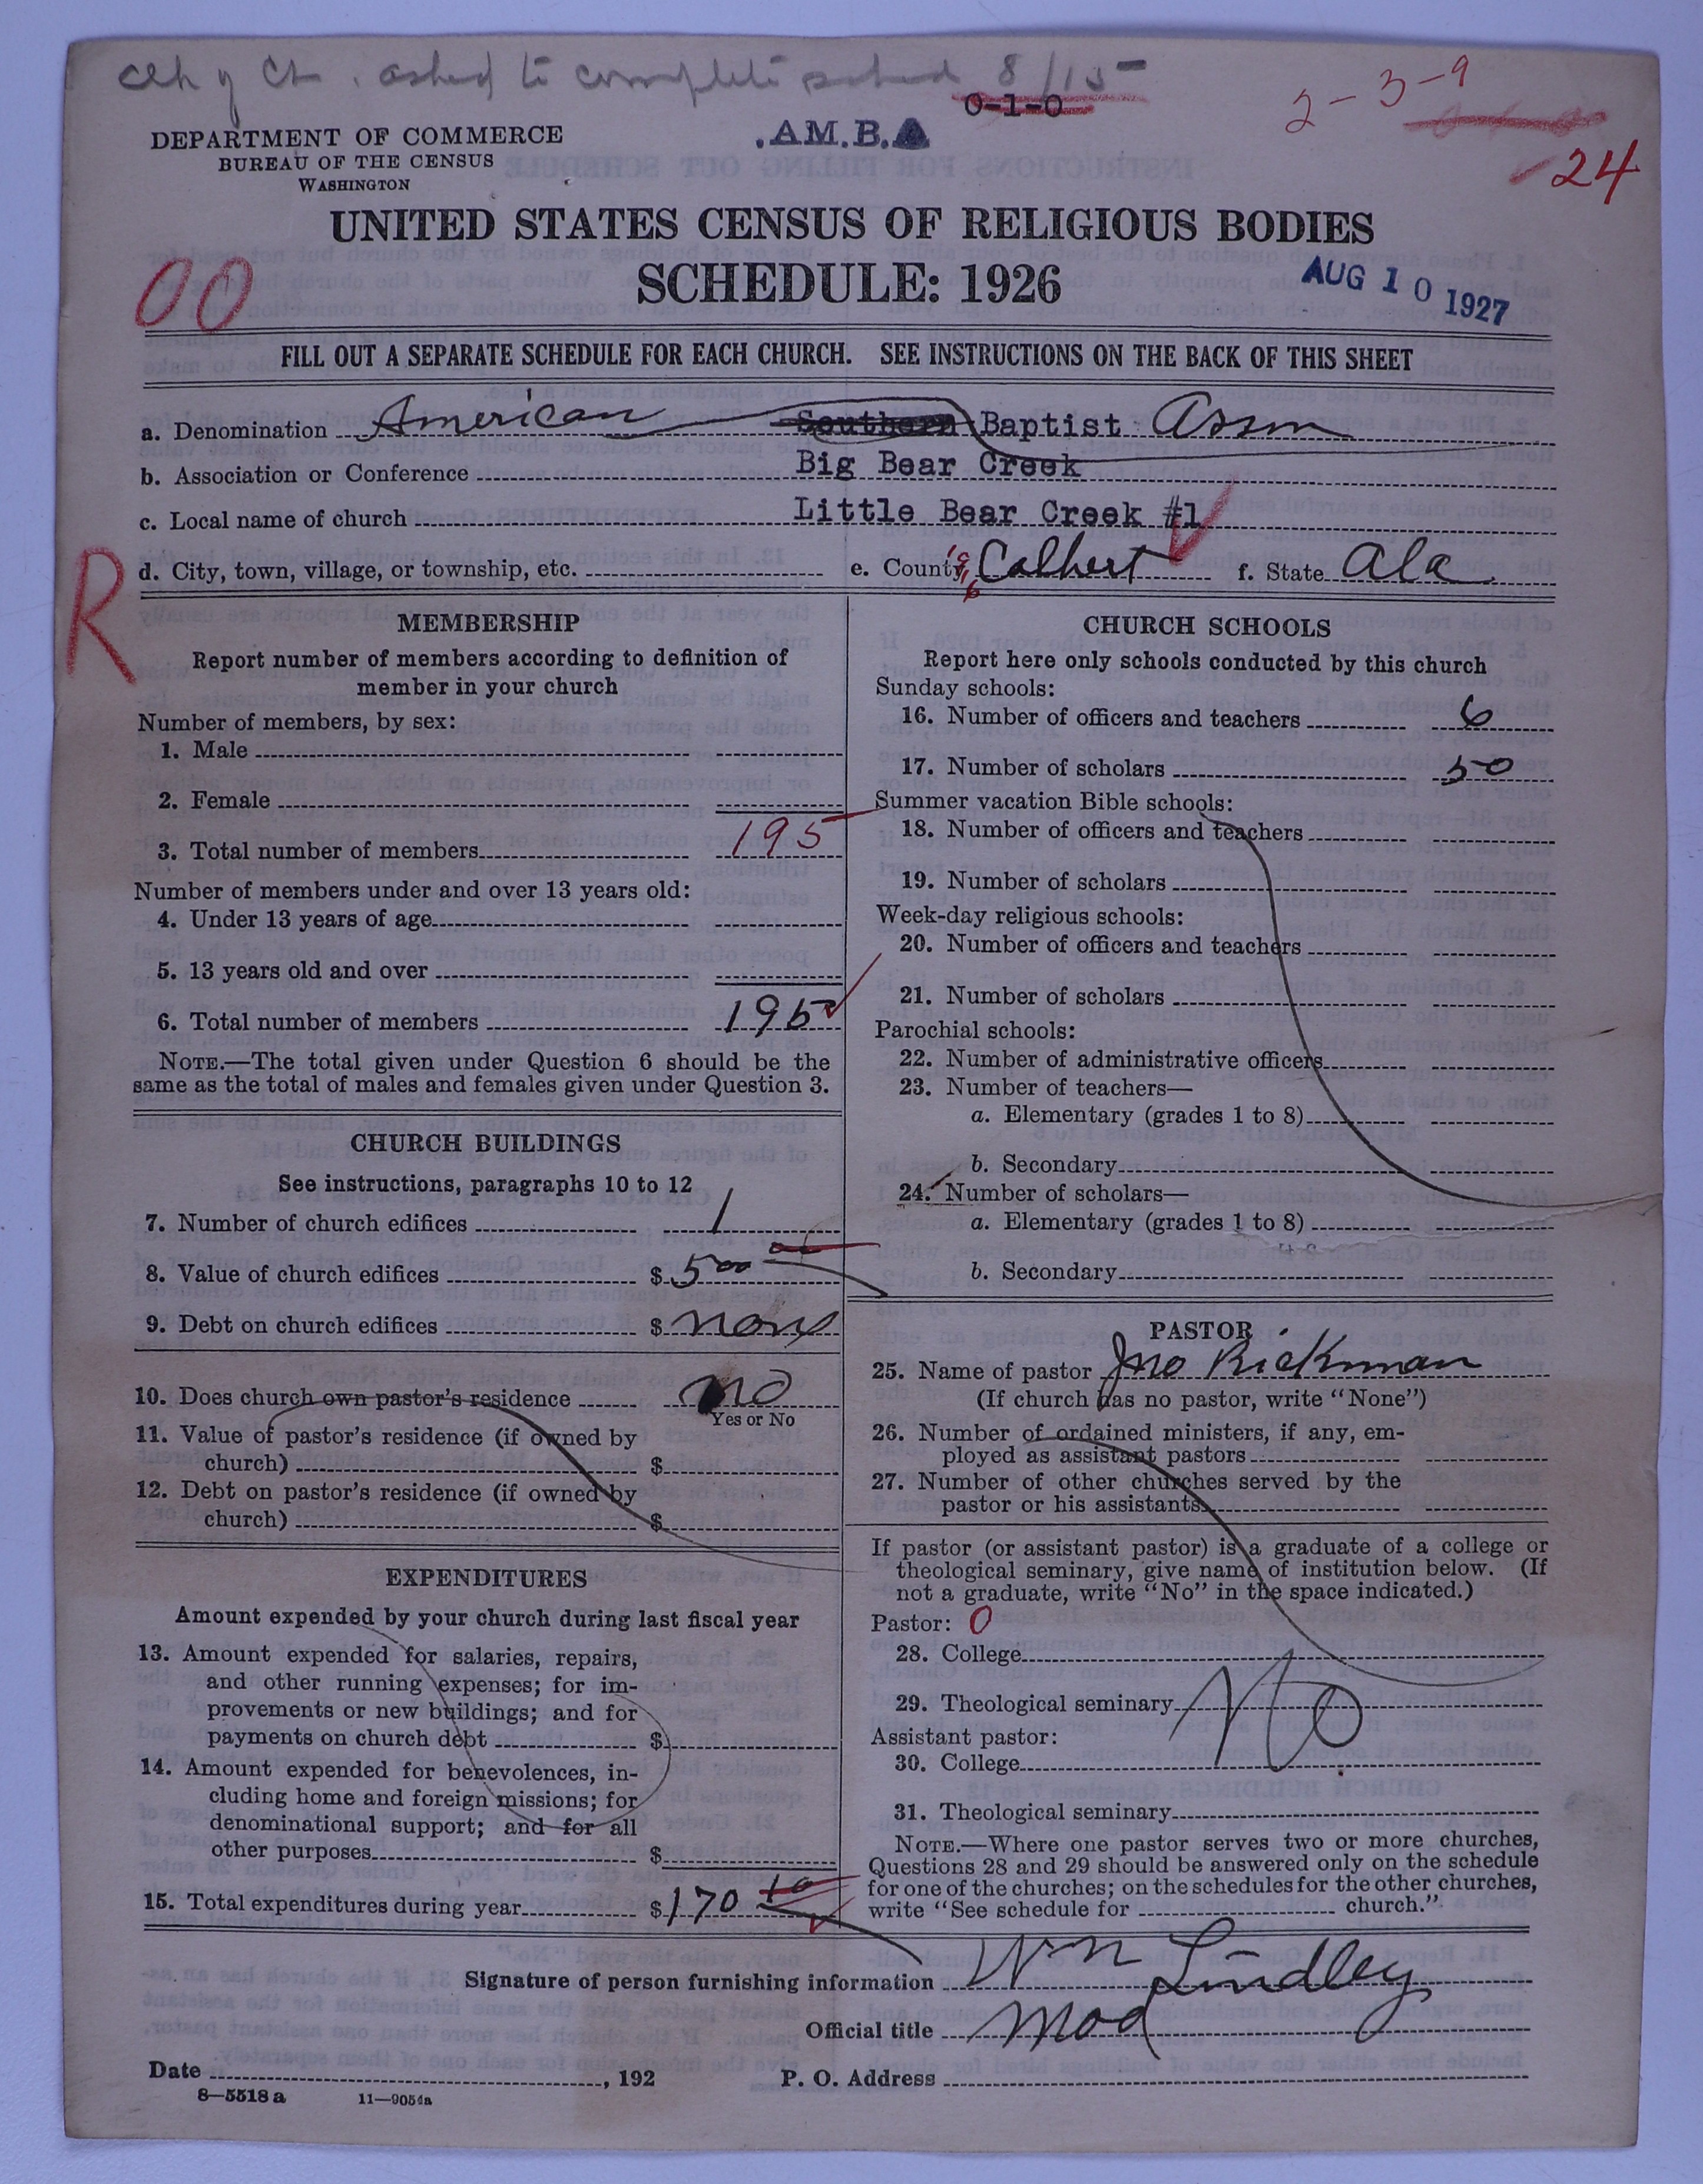 Clk of Ch. asked to complete sched 8/15
0-1-0
2-3-9
.A.M.B.A
24
DEPARTMENT OF COMMERCE
BUREAU OF THE CENSUS
WASHINGTON
UNITED STATES CENSUS OF RELIGIOUS BODIES
SCHEDULE: 1926
AUG 10 1927
00
FILL OUT A SEPARATE SCHEDULE FOR EACH CHURCH. SEE INSTRUCTIONS ON THE BACK OF THIS SHEET
a. Denomination American Southern Baptist Assn
b. Association or Conference Big Bear Creek
c. Local name of church Little Bear Creek #1
d. City, town, village, or township, etc. e. County Colbert f. State Ala
R
MEMBERSHIP
Report number of members according to definition of
member in your church
Number of members, by sex:
1. Male
2. Female
3. Total number of members 195
Number of members under and over 13 years old:
4. Under 13 years of age
5. 13 years old and over
6. Total number of members 195
NOTE.—The total given under Question 6 should be the
same as the total of males and females given under Question 3.
CHURCH BUILDINGS
See instructions, paragraphs 10 to 12
7. Number of church edifices 1
8. Value of church edifices $ 500
9. Debt on church edifices $ none
10. Does church own pastor's residence no
Yes or No
11. Value of pastor's residence (if owned by
church) $
12. Debt on pastor's residence (if owned by
church) $
EXPENDITURES
Amount expended by your church during last fiscal year
13. Amount expended for salaries, repairs,
and other running expenses; for im-
provements or new buildings; and for
payments on church debt $
14. Amount expended for benevolences, in-
cluding home and foreign missions; for
denominational support; and for all
other purposes $
15. Total expenditures during year $170 10
CHURCH SCHOOLS
Report here only schools conducted by this church
Sunday schools:
16. Number of officers and teachers 6
17. Number of scholars 50
Summer vacation Bible schools:
18. Number of officers and teachers
19. Number of scholars
Week-day religious schools:
20. Number of officers and teachers
21. Number of scholars
Parochial schools:
22. Number of administrative officers
23. Number of teachers—
a. Elementary (grades 1 to 8)
b. Secondary
24. Number of scholars—
a. Elementary (grades 1 to 8)
b. Secondary
PASTOR
25. Name of pastor Jno Rickman
(If church has no pastor, write "None")
26. Number of ordained ministers, if any, em-
ployed as assistant pastors
27. Number of other churches served by the
pastor or his assistants
If pastor (or assistant pastor) is a graduate of a college or
theological seminary, give name of institution below. (If
not a graduate, write "No" in the space indicated.)
Pastor: 0
28. College
29. Theological seminary No
Assistant pastor:
30. College
31. Theological seminary
NOTE.—Where one pastor serves two or more churches,
Questions 28 and 29 should be answered only on the schedule
for one of the churches; on the schedules for the other churches,
write "See schedule for church."
Signature of person furnishing information Wm Lindley
Official title Mod
Date , 192 P. O. Address
8—5518 a 11—9054a